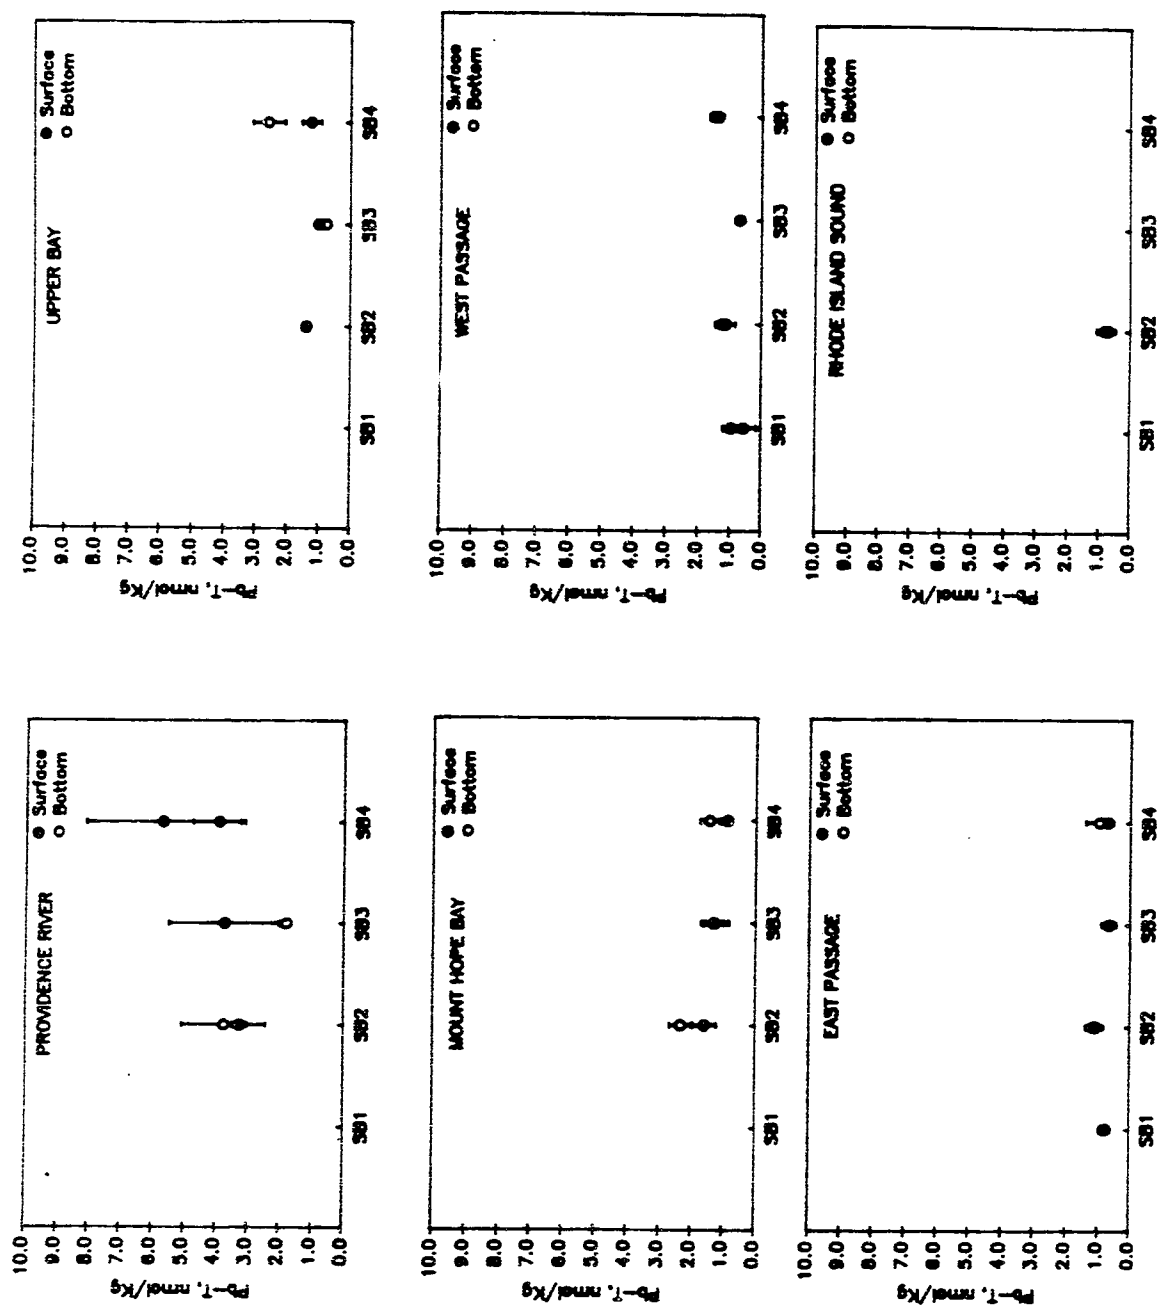 PROVIDENCE RIVER
● Surface
○ Bottom
Pb-T, nmol/Kg
10.0
9.0
8.0
7.0
6.0
5.0
4.0
3.0
2.0
1.0
0.0
SB1
SB2
SB3
SB4
UPPER BAY
● Surface
○ Bottom
Pb-T, nmol/Kg
10.0
9.0
8.0
7.0
6.0
5.0
4.0
3.0
2.0
1.0
0.0
SB1
SB2
SB3
SB4
MOUNT HOPE BAY
● Surface
○ Bottom
Pb-T, nmol/Kg
10.0
9.0
8.0
7.0
6.0
5.0
4.0
3.0
2.0
1.0
0.0
SB1
SB2
SB3
SB4
WEST PASSAGE
● Surface
○ Bottom
Pb-T, nmol/Kg
10.0
9.0
8.0
7.0
6.0
5.0
4.0
3.0
2.0
1.0
0.0
SB1
SB2
SB3
SB4
EAST PASSAGE
● Surface
○ Bottom
Pb-T, nmol/Kg
10.0
9.0
8.0
7.0
6.0
5.0
4.0
3.0
2.0
1.0
0.0
SB1
SB2
SB3
SB4
RHODE ISLAND SOUND
● Surface
○ Bottom
Pb-T, nmol/Kg
10.0
9.0
8.0
7.0
6.0
5.0
4.0
3.0
2.0
1.0
0.0
SB1
SB2
SB3
SB4